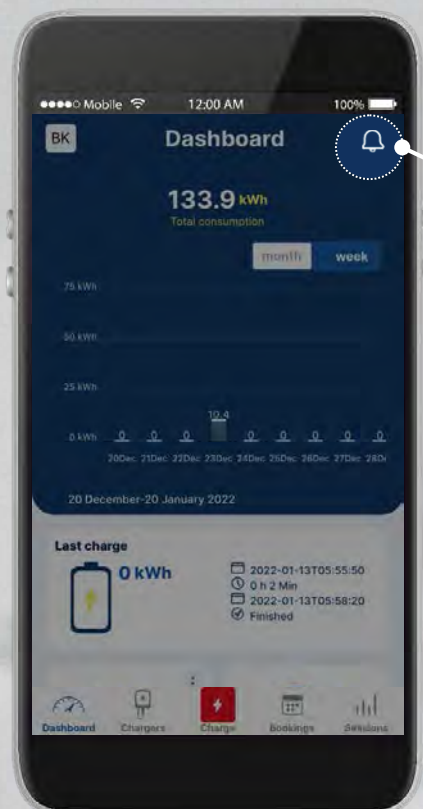 Mobile 12:00 AM 100%
BK Dashboard
133.9 kWh
Total consumption
month week
75 kWh
50 kWh
25 kWh
10.4
0 kWh 0 0 0 0 0 0 0 0
20Dec 21Dec 22Dec 23Dec 24Dec 25Dec 26Dec 27Dec 28D
20 December-20 January 2022
Last charge
0 kWh
2022-01-13T05:55:50
0 h 2 Min
2022-01-13T05:58:20
Finished
Dashboard Chargers Charge Bookings Sessions